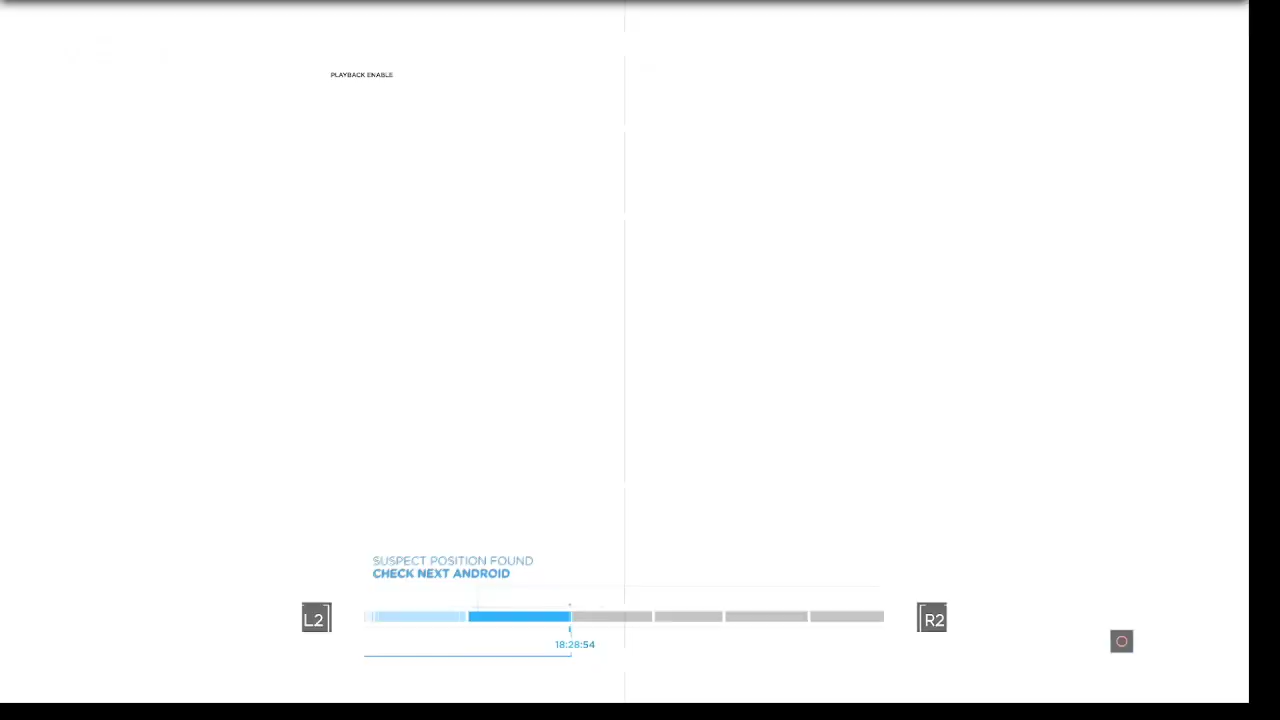 PLAYBACK ENABLE
SUSPECT POSITION FOUND
CHECK NEXT ANDROID
L2
R2
18:28:54